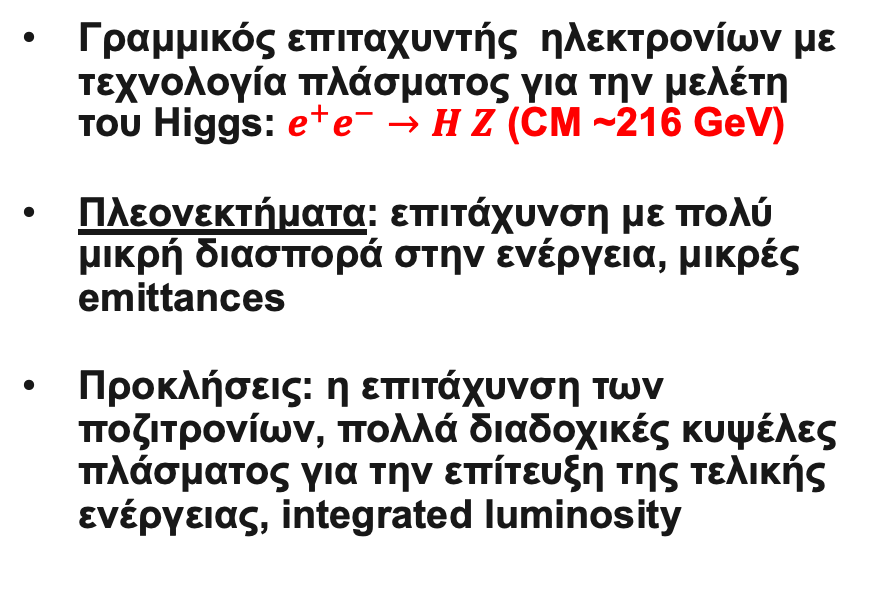 • Γραμμικός επιταχυντής ηλεκτρονίων με
τεχνολογία πλάσματος για την μελέτη
του Higgs: e⁺e⁻ → H Z (CM ~216 GeV)
• Πλεονεκτήματα: επιτάχυνση με πολύ
μικρή διασπορά στην ενέργεια, μικρές
emittances
• Προκλήσεις: η επιτάχυνση των
ποζιτρονίων, πολλά διαδοχικές κυψέλες
πλάσματος για την επίτευξη της τελικής
ενέργειας, integrated luminosity